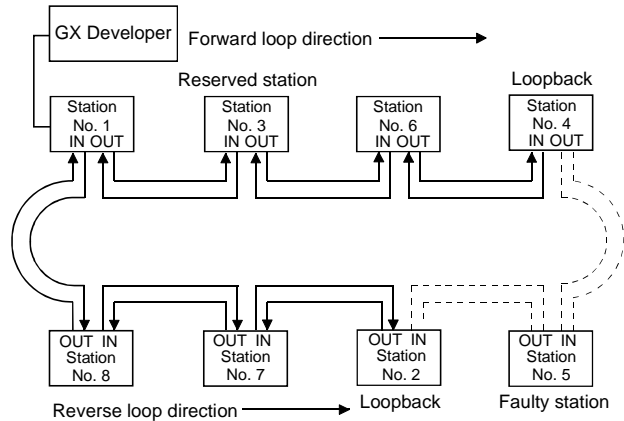 GX Developer
Forward loop direction
Reserved station
Loopback
Station
No. 1
IN OUT
Station
No. 3
IN OUT
Station
No. 6
IN OUT
Station
No. 4
IN OUT
OUT IN
Station
No. 8
OUT IN
Station
No. 7
OUT IN
Station
No. 2
OUT IN
Station
No. 5
Reverse loop direction
Loopback
Faulty station